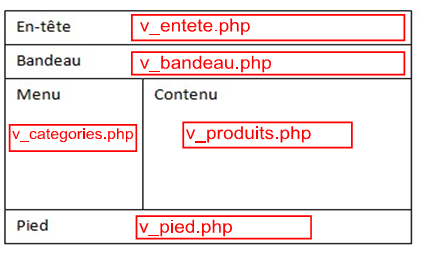 En-tête v_entete.php
Bandeau v_bandeau.php
Menu Contenu
v_categories.php v_produits.php
Pied v_pied.php